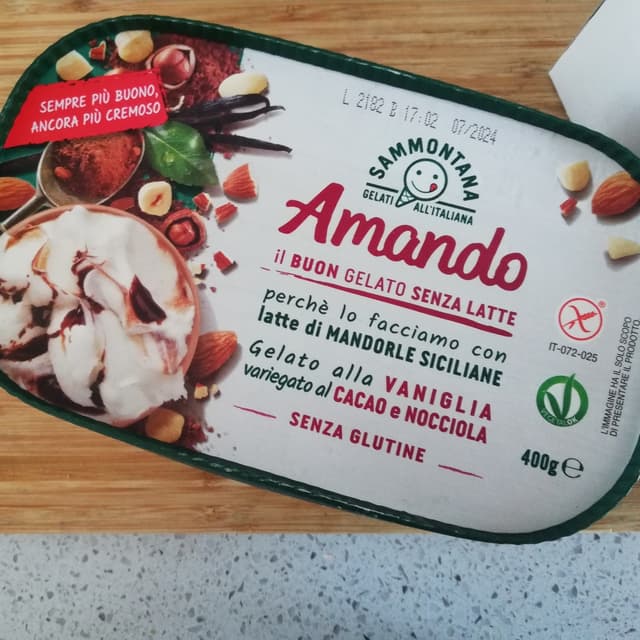 SEMPRE PIÙ BUONO,
ANCORA PIÙ CREMOSO
L 2182 B 17:02 07/2024
SAMMONTANA
GELATI ALL'ITALIANA
Amando
il BUON GELATO SENZA LATTE
perchè lo facciamo con
latte di MANDORLE SICILIANE
Gelato alla VANIGLIA
variegato al CACAO e NOCCIOLA
SENZA GLUTINE
IT-072-025
400g e
L'IMMAGINE HA IL SOLO SCOPO
DI PRESENTARE IL PRODOTTO